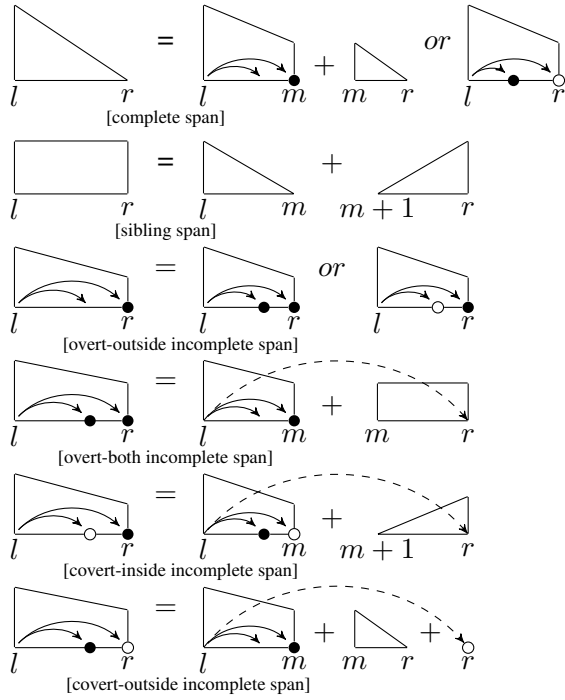 = + or
l r l m m r l r
[complete span]
= +
l r l m m + 1 r
[sibling span]
= or
l r l r l r
[overt-outside incomplete span]
= +
l r l m m r
[overt-both incomplete span]
= +
l r l m m + 1 r
[covert-inside incomplete span]
= + +
l r l m m r r
[covert-outside incomplete span]